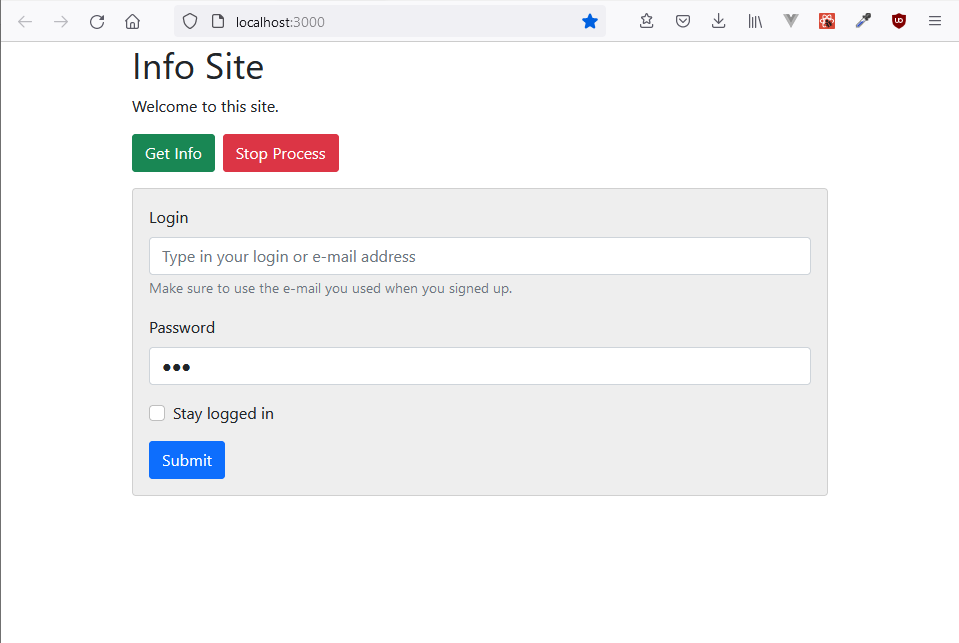 localhost:3000
Info Site
Welcome to this site.
Get Info Stop Process
Login
Type in your login or e-mail address
Make sure to use the e-mail you used when you signed up.
Password
●●●
Stay logged in
Submit